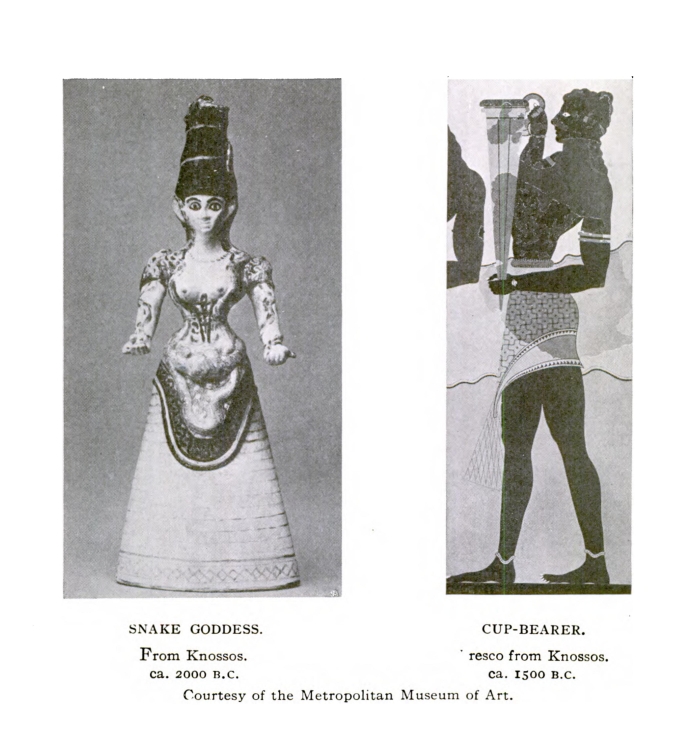 SNAKE GODDESS.
From Knossos.
ca. 2000 B.C.
CUP-BEARER.
resco from Knossos.
ca. 1500 B.C.
Courtesy of the Metropolitan Museum of Art.